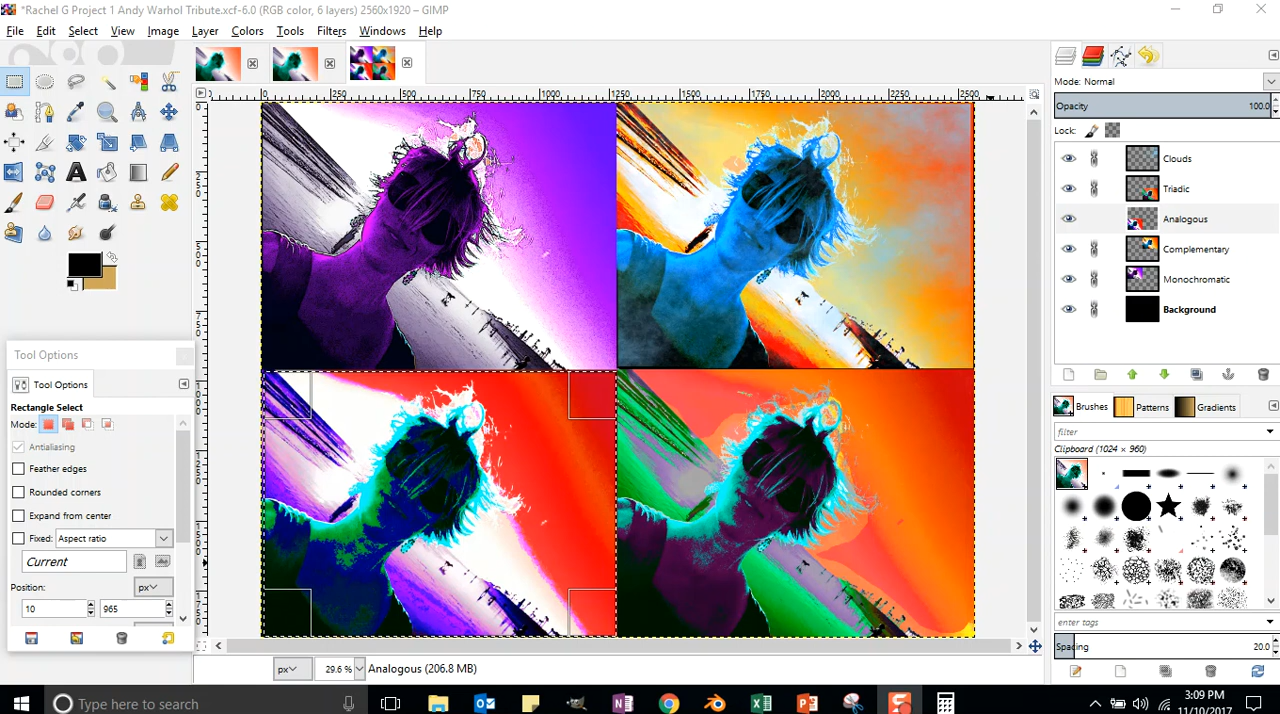 *Rachel G Project 1 Andy Warhol Tribute.xcf-6.0 (RGB color, 6 layers) 2560x1920 – GIMP
File Edit Select View Image Layer Colors Tools Filters Windows Help
Mode: Normal
0 250 500 750 1000 1250 1500 1750 2000 2250 2500
Opacity 100.0
Lock:
Clouds
Triadic
Analogous
Complementary
Monochromatic
Background
Tool Options
Tool Options
Rectangle Select
Mode:
Antialiasing
Feather edges
Rounded corners
Expand from center
Fixed: Aspect ratio
Current
Position:
px
10 965
Brushes Patterns Gradients
filter
Clipboard (1024 × 960)
enter tags
Spacing 20.0
px 29.6 % Analogous (206.8 MB)
Type here to search
3:09 PM
11/10/2017